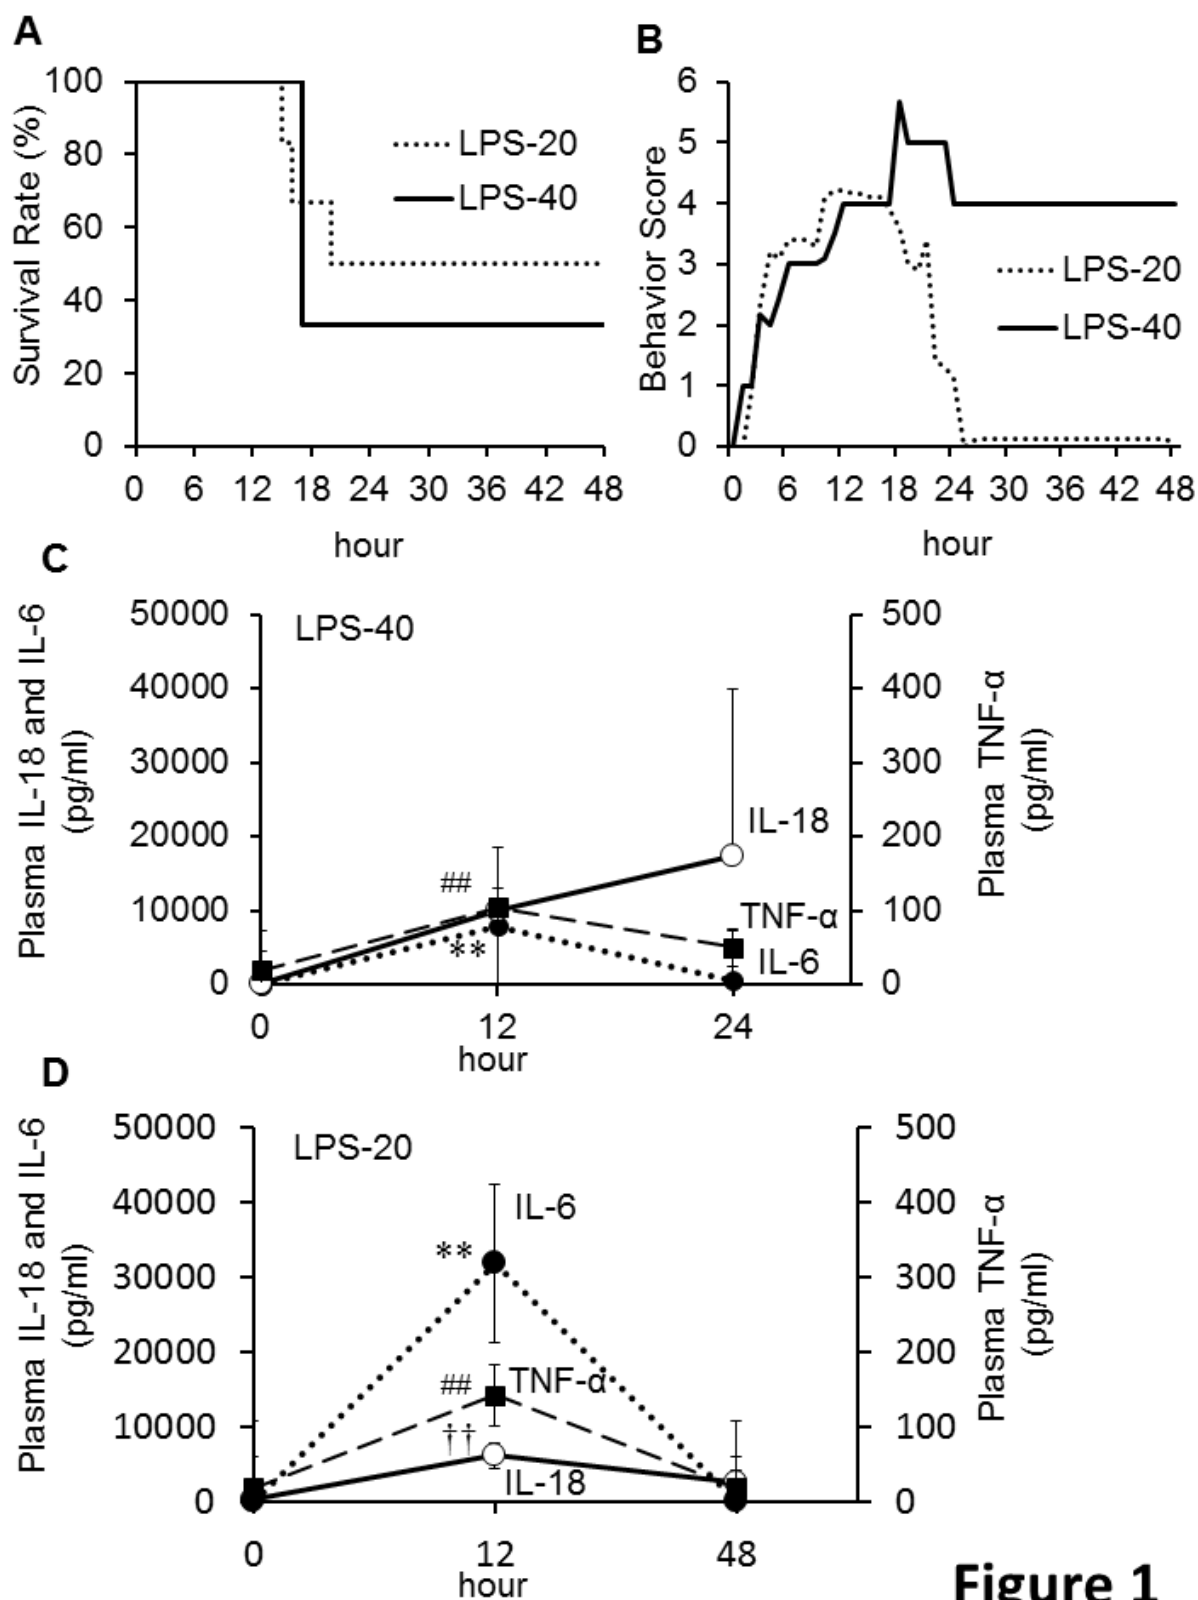 A
Survival Rate (%)
100
80
60
40
20
0
LPS-20
LPS-40
0 6 12 18 24 30 36 42 48
hour
B
Behavior Score
6
5
4
3
2
1
0
LPS-20
LPS-40
0 6 12 18 24 30 36 42 48
hour
C
Plasma IL-18 and IL-6
(pg/ml)
50000
40000
30000
20000
10000
0
LPS-40
##
**
IL-18
TNF-α
IL-6
500
400
300
200
100
0
Plasma TNF-α
(pg/ml)
0 12 24
hour
D
Plasma IL-18 and IL-6
(pg/ml)
50000
40000
30000
20000
10000
0
LPS-20
IL-6
**
##
TNF-α
††
IL-18
500
400
300
200
100
0
Plasma TNF-α
(pg/ml)
0 12 48
hour
Figure 1